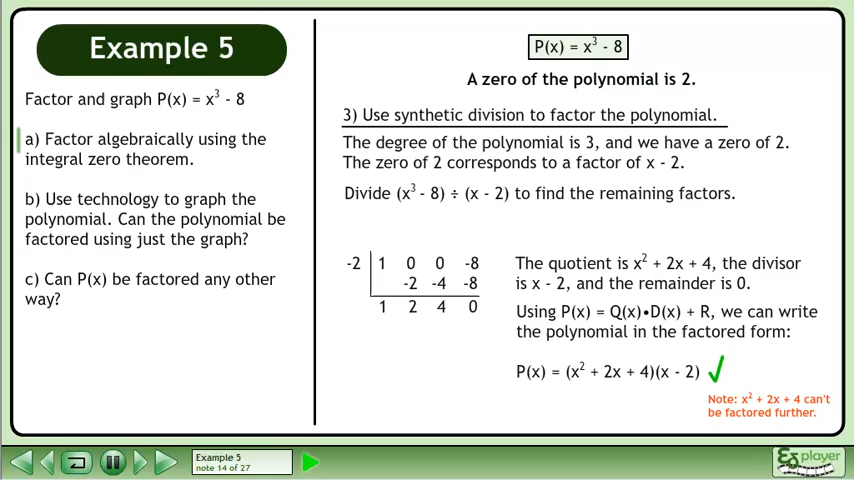 Example 5
Factor and graph P(x) = x³ - 8
a) Factor algebraically using the
integral zero theorem.
b) Use technology to graph the
polynomial. Can the polynomial be
factored using just the graph?
c) Can P(x) be factored any other
way?
P(x) = x³ - 8
A zero of the polynomial is 2.
3) Use synthetic division to factor the polynomial.
The degree of the polynomial is 3, and we have a zero of 2.
The zero of 2 corresponds to a factor of x - 2.
Divide (x³ - 8) ÷ (x - 2) to find the remaining factors.
-2 | 1 0 0 -8
-2 -4 -8
1 2 4 0
The quotient is x² + 2x + 4, the divisor
is x - 2, and the remainder is 0.
Using P(x) = Q(x)•D(x) + R, we can write
the polynomial in the factored form:
P(x) = (x² + 2x + 4)(x - 2)
Note: x² + 2x + 4 can't
be factored further.
Example 5
note 14 of 27
player